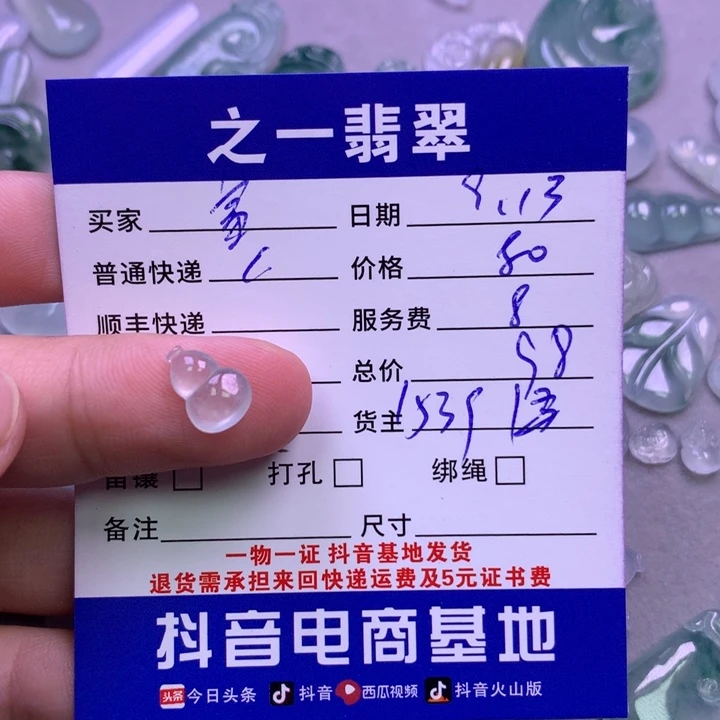 之一翡翠
买家 日期 8.13
普通快递 价格 80
顺丰快递 服务费 8
总价
货主
打孔 绑绳
备注 尺寸
一物一证 抖音基地发货
退货需承担来回快递运费及5元证书费
抖音电商基地
头条 今日头条 抖音 西瓜视频 抖音火山版